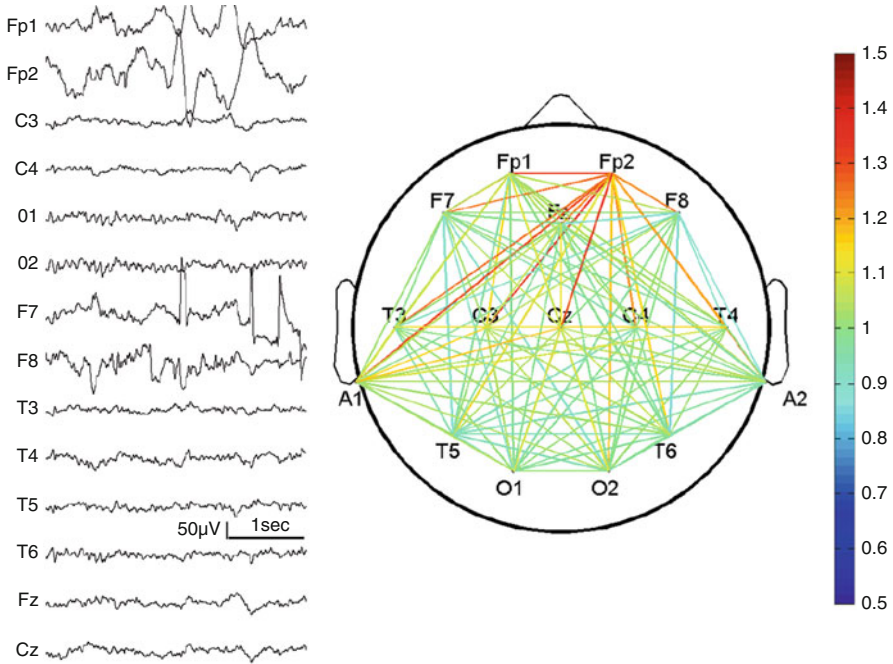 Fp1
Fp2
C3
C4
01
02
F7
F8
T3
T4
T5
50μV 1sec
T6
Fz
Cz
Fp1 Fp2
F7 F8
T3 C3 Cz C4 T4
A1 A2
T5 T6
O1 O2
1.5
1.4
1.3
1.2
1.1
1
0.9
0.8
0.7
0.6
0.5